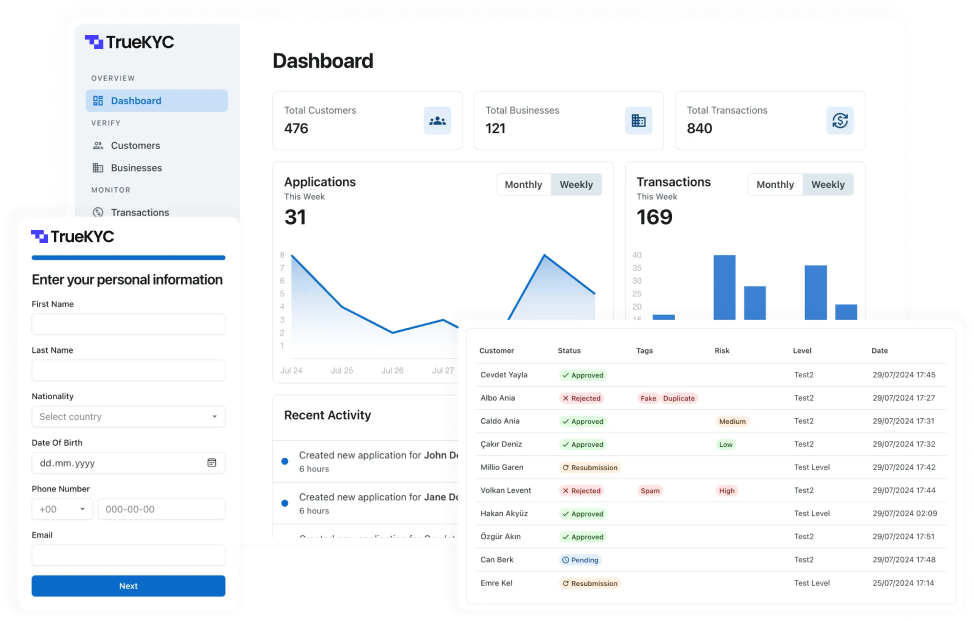 TrueKYC
OVERVIEW
Dashboard
VERIFY
Customers
Businesses
MONITOR
Transactions
Dashboard
Total Customers
476
Total Businesses
121
Total Transactions
840
Applications
Monthly Weekly
This Week
31
8
7
6
5
4
3
2
1
Jul 24 Jul 25 Jul 26 Jul 27
Transactions
Monthly Weekly
This Week
169
40
35
30
25
20
15
Recent Activity
Created new application for John
6 hours
Created new application for Jane
6 hours
Created new application for
TrueKYC
Enter your personal information
First Name
Last Name
Nationality
Select country
Date Of Birth
dd.mm.yyyy
Phone Number
+00 000-00-00
Email
Next
Customer Status Tags Risk Level Date
Cevdet Yayla Approved Test2 29/07/2024 17:45
Albo Ania Rejected Fake Duplicate Test2 29/07/2024 17:27
Caldo Ania Approved Medium Test2 29/07/2024 17:31
Çakır Deniz Approved Low Test2 29/07/2024 17:32
Millio Garen Resubmission Test Level 29/07/2024 17:42
Volkan Levent Rejected Spam High Test2 29/07/2024 17:44
Hakan Akyüz Approved Test Level 29/07/2024 02:09
Özgür Akın Approved Test2 29/07/2024 17:51
Can Berk Pending Test2 29/07/2024 17:48
Emre Kel Resubmission Test Level 25/07/2024 17:14